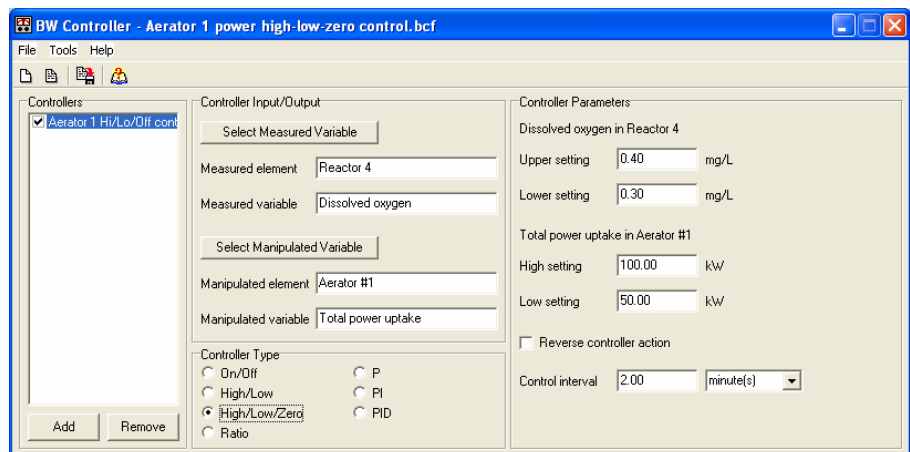 BW Controller - Aerator 1 power high-low-zero control.bcf
File Tools Help
Controllers
Aerator 1 Hi/Lo/Off cont
Add Remove
Controller Input/Output
Select Measured Variable
Measured element Reactor 4
Measured variable Dissolved oxygen
Select Manipulated Variable
Manipulated element Aerator #1
Manipulated variable Total power uptake
Controller Type
On/Off P
High/Low PI
High/Low/Zero PID
Ratio
Controller Parameters
Dissolved oxygen in Reactor 4
Upper setting 0.40 mg/L
Lower setting 0.30 mg/L
Total power uptake in Aerator #1
High setting 100.00 kW
Low setting 50.00 kW
Reverse controller action
Control interval 2.00 minute(s)